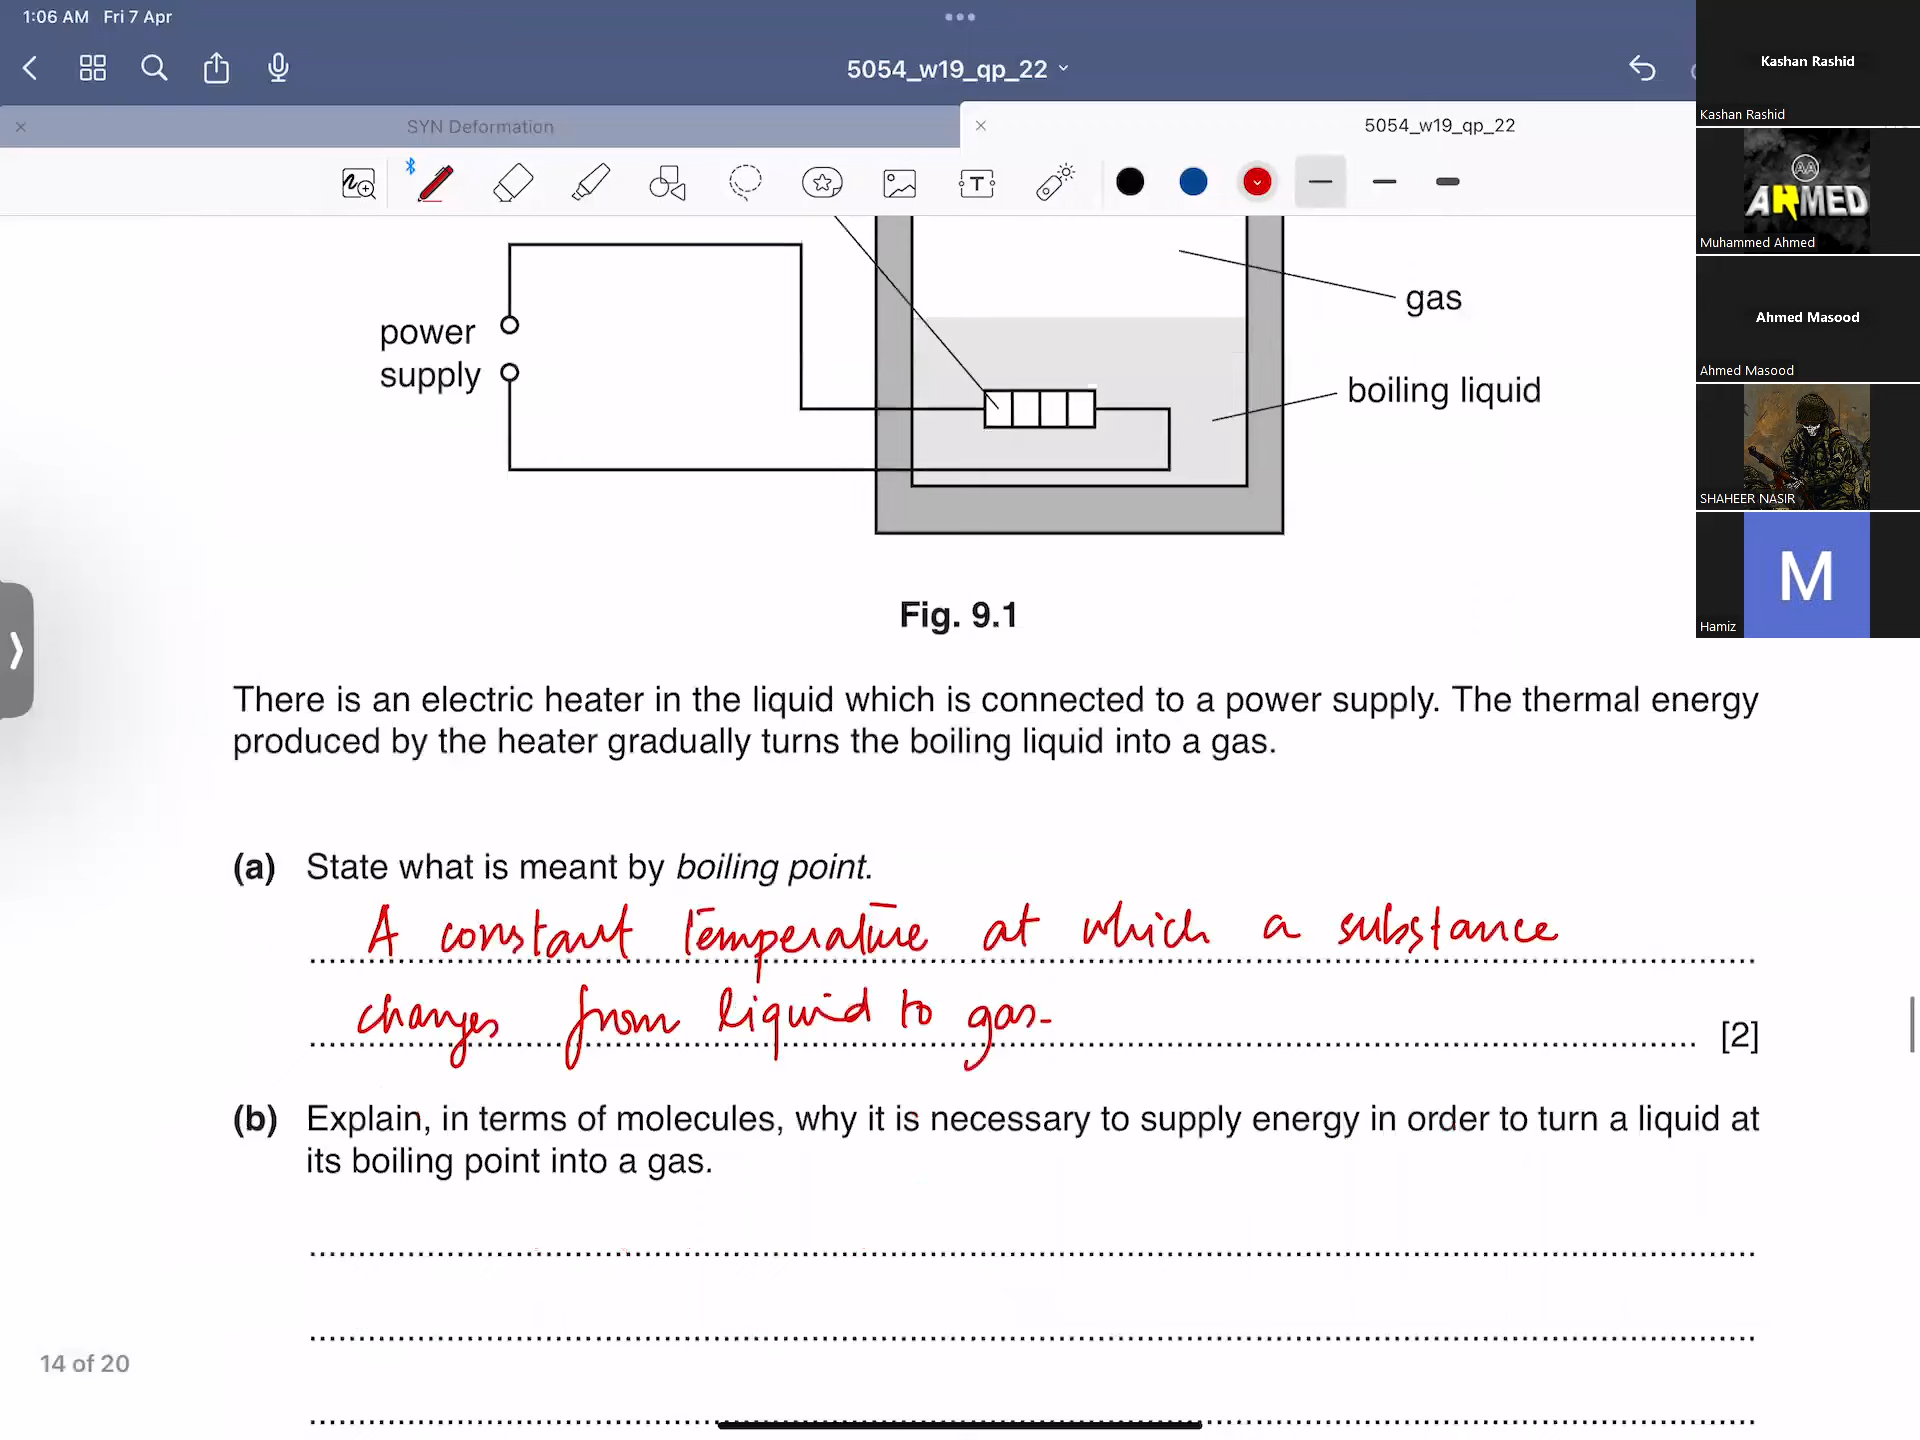 1:06 AM Fri 7 Apr
5054_w19_qp_22
SYN Deformation
5054_w19_qp_22
T
Kashan Rashid
Kashan Rashid
AA
AHMED
Muhammed Ahmed
Ahmed Masood
Ahmed Masood
SHAHEER NASIR
M
Hamiz
power
supply
gas
boiling liquid
Fig. 9.1
There is an electric heater in the liquid which is connected to a power supply. The thermal energy
produced by the heater gradually turns the boiling liquid into a gas.
(a) State what is meant by boiling point.
A constant temperature at which a substance
changes from liquid to gas.
[2]
(b) Explain, in terms of molecules, why it is necessary to supply energy in order to turn a liquid at
its boiling point into a gas.
14 of 20